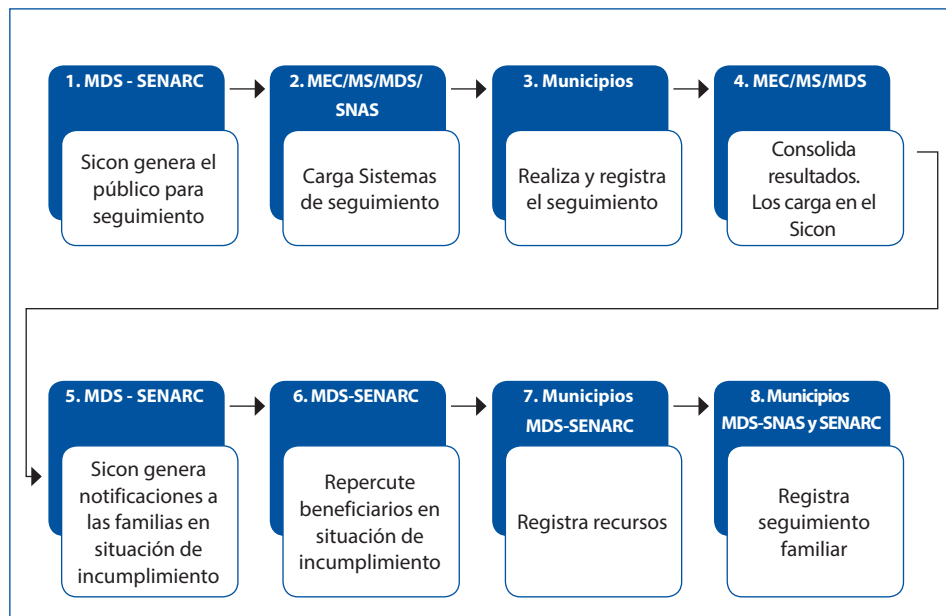 1. MDS - SENARC
Sicon genera el
público para
seguimiento
2. MEC/MS/MDS/
SNAS
Carga Sistemas
de seguimiento
3. Municipios
Realiza y registra
el seguimiento
4. MEC/MS/MDS
Consolida
resultados.
Los carga en el
Sicon
5. MDS - SENARC
Sicon genera
notificaciones a
las familias en
situación de
incumplimiento
6. MDS-SENARC
Repercute
beneficiarios en
situación de
incumplimiento
7. Municipios
MDS-SENARC
Registra recursos
8. Municipios
MDS-SNAS y SENARC
Registra
seguimiento
familiar